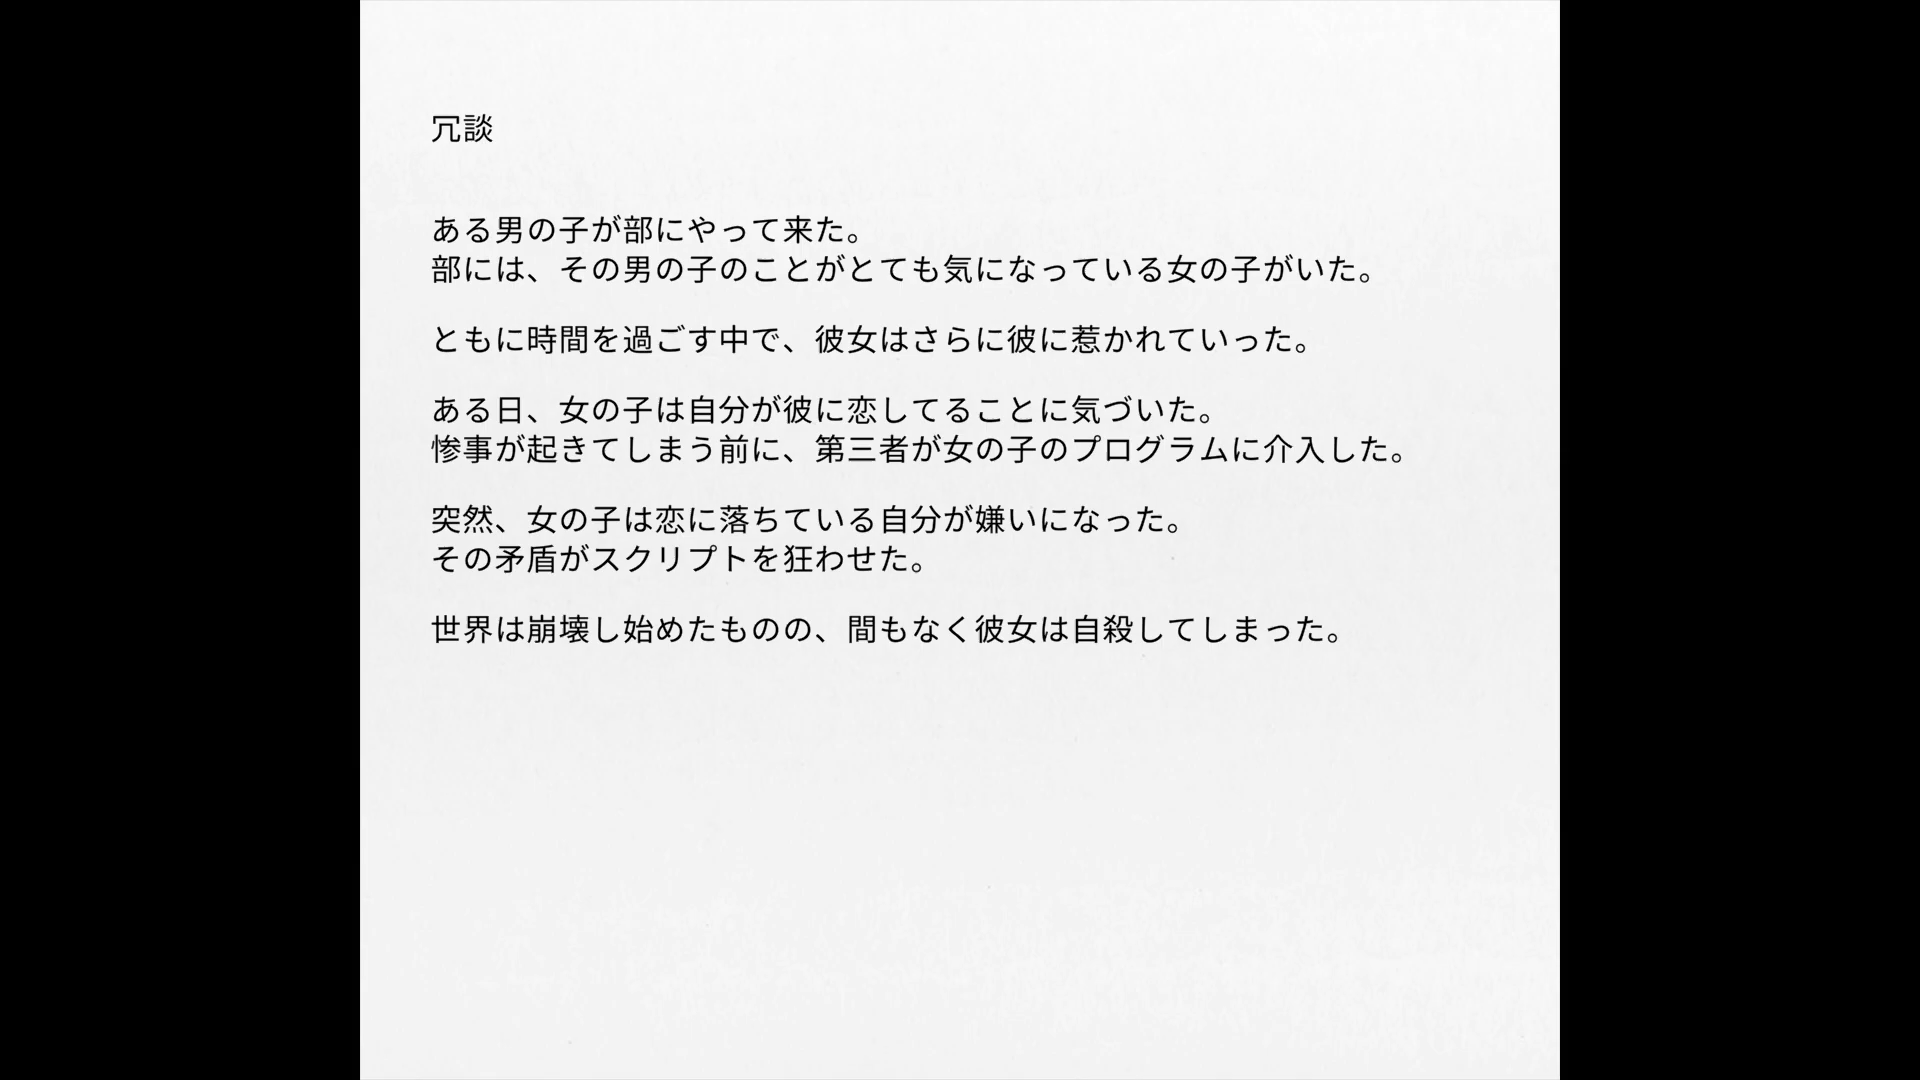 冗談
ある男の子が部にやって来た。
部には、その男の子のことがとても気になっている女の子がいた。
ともに時間を過ごす中で、彼女はさらに彼に惹かれていった。
ある日、女の子は自分が彼に恋してることに気づいた。
惨事が起きてしまう前に、第三者が女の子のプログラムに介入した。
突然、女の子は恋に落ちている自分が嫌いになった。
その矛盾がスクリプトを狂わせた。
世界は崩壊し始めたものの、間もなく彼女は自殺してしまった。